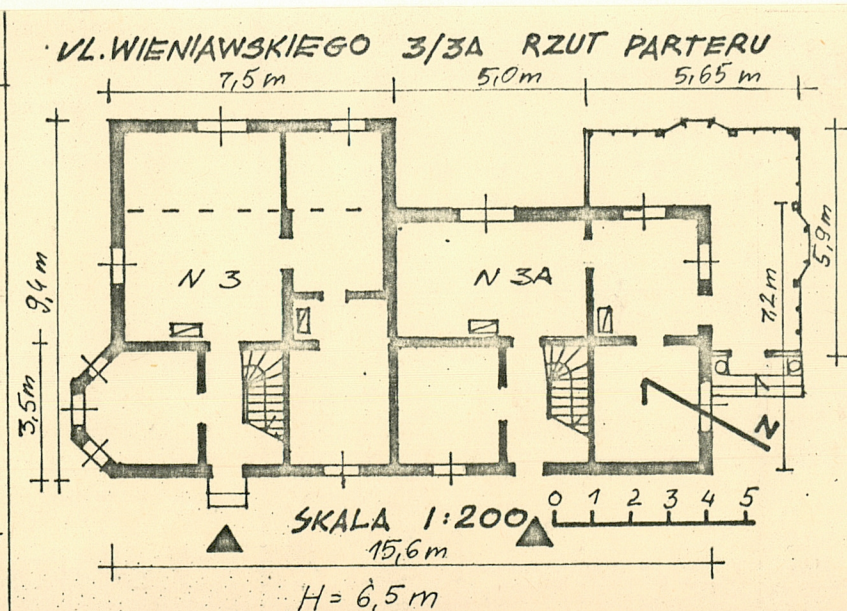 UL. WIENIAWSKIEGO 3/3A RZUT PARTERU
7,5 m 5,0 m 5,65 m
9,4 m
3,5 m
N 3
N 3A
7,2 m
5,9 m
N
SKALA 1:200
0 1 2 3 4 5
15,6 m
H = 6,5 m